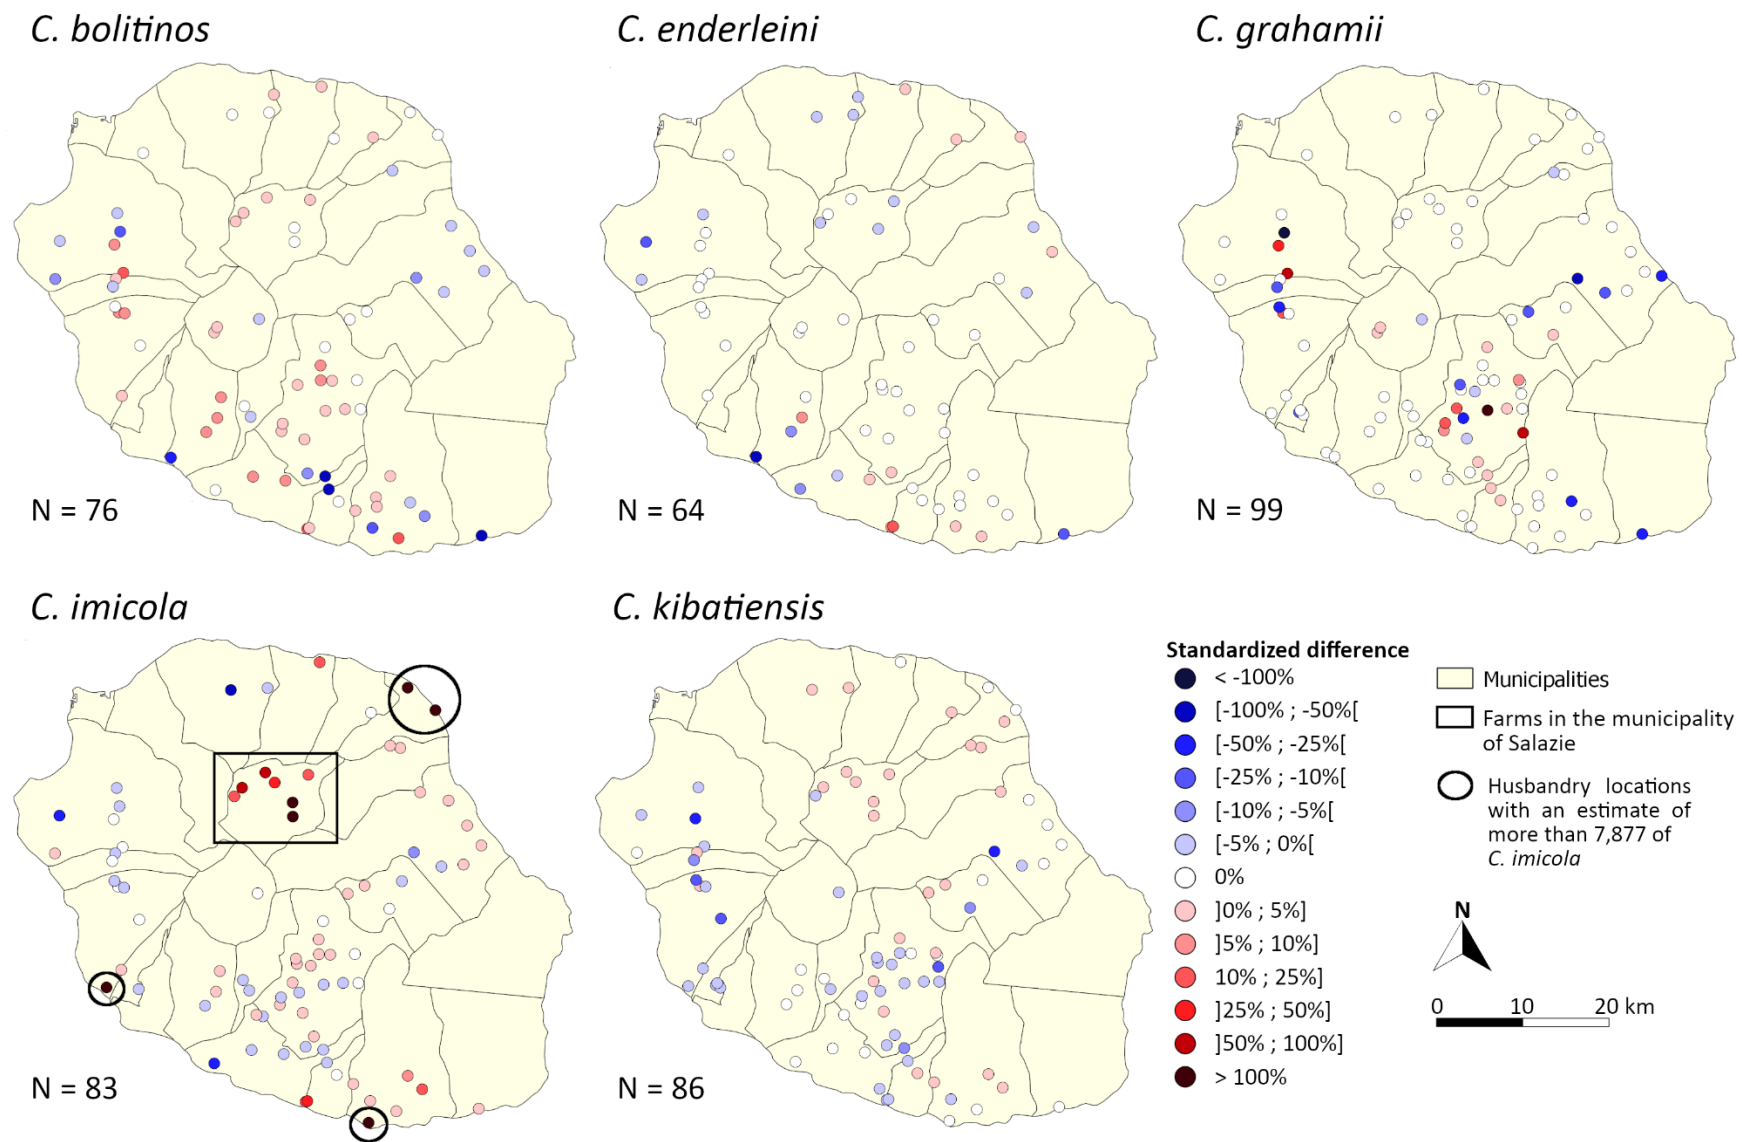 C. bolitinos
C. enderleini
C. grahamii
N = 76
N = 64
N = 99
C. imicola
C. kibatiensis
N = 83
N = 86
Standardized difference
< -100%
[-100% ; -50%[
[-50% ; -25%[
[-25% ; -10%[
[-10% ; -5%[
[-5% ; 0%[
0%
]0% ; 5%]
]5% ; 10%]
10% ; 25%]
]25% ; 50%]
]50% ; 100%]
> 100%
Municipalities
Farms in the municipality
of Salazie
Husbandry locations
with an estimate of
more than 7,877 of
C. imicola
N
0 10 20 km